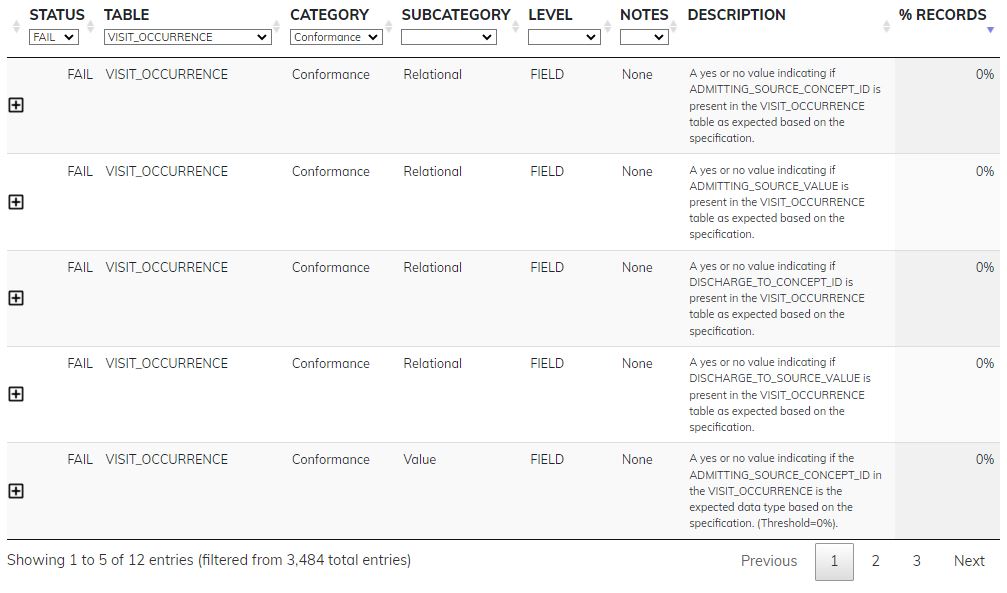 STATUS TABLE CATEGORY SUBCATEGORY LEVEL NOTES DESCRIPTION % RECORDS
FAIL VISIT_OCCURRENCE Conformance
FAIL VISIT_OCCURRENCE Conformance Relational FIELD None A yes or no value indicating if 0%
ADMITTING_SOURCE_CONCEPT_ID is
present in the VISIT_OCCURRENCE
table as expected based on the
specification.
FAIL VISIT_OCCURRENCE Conformance Relational FIELD None A yes or no value indicating if 0%
ADMITTING_SOURCE_VALUE is
present in the VISIT_OCCURRENCE
table as expected based on the
specification.
FAIL VISIT_OCCURRENCE Conformance Relational FIELD None A yes or no value indicating if 0%
DISCHARGE_TO_CONCEPT_ID is
present in the VISIT_OCCURRENCE
table as expected based on the
specification.
FAIL VISIT_OCCURRENCE Conformance Relational FIELD None A yes or no value indicating if 0%
DISCHARGE_TO_SOURCE_VALUE is
present in the VISIT_OCCURRENCE
table as expected based on the
specification.
FAIL VISIT_OCCURRENCE Conformance Value FIELD None A yes or no value indicating if the 0%
ADMITTING_SOURCE_CONCEPT_ID in
the VISIT_OCCURRENCE is the
expected data type based on the
specification. (Threshold=0%).
Showing 1 to 5 of 12 entries (filtered from 3,484 total entries) Previous 1 2 3 Next